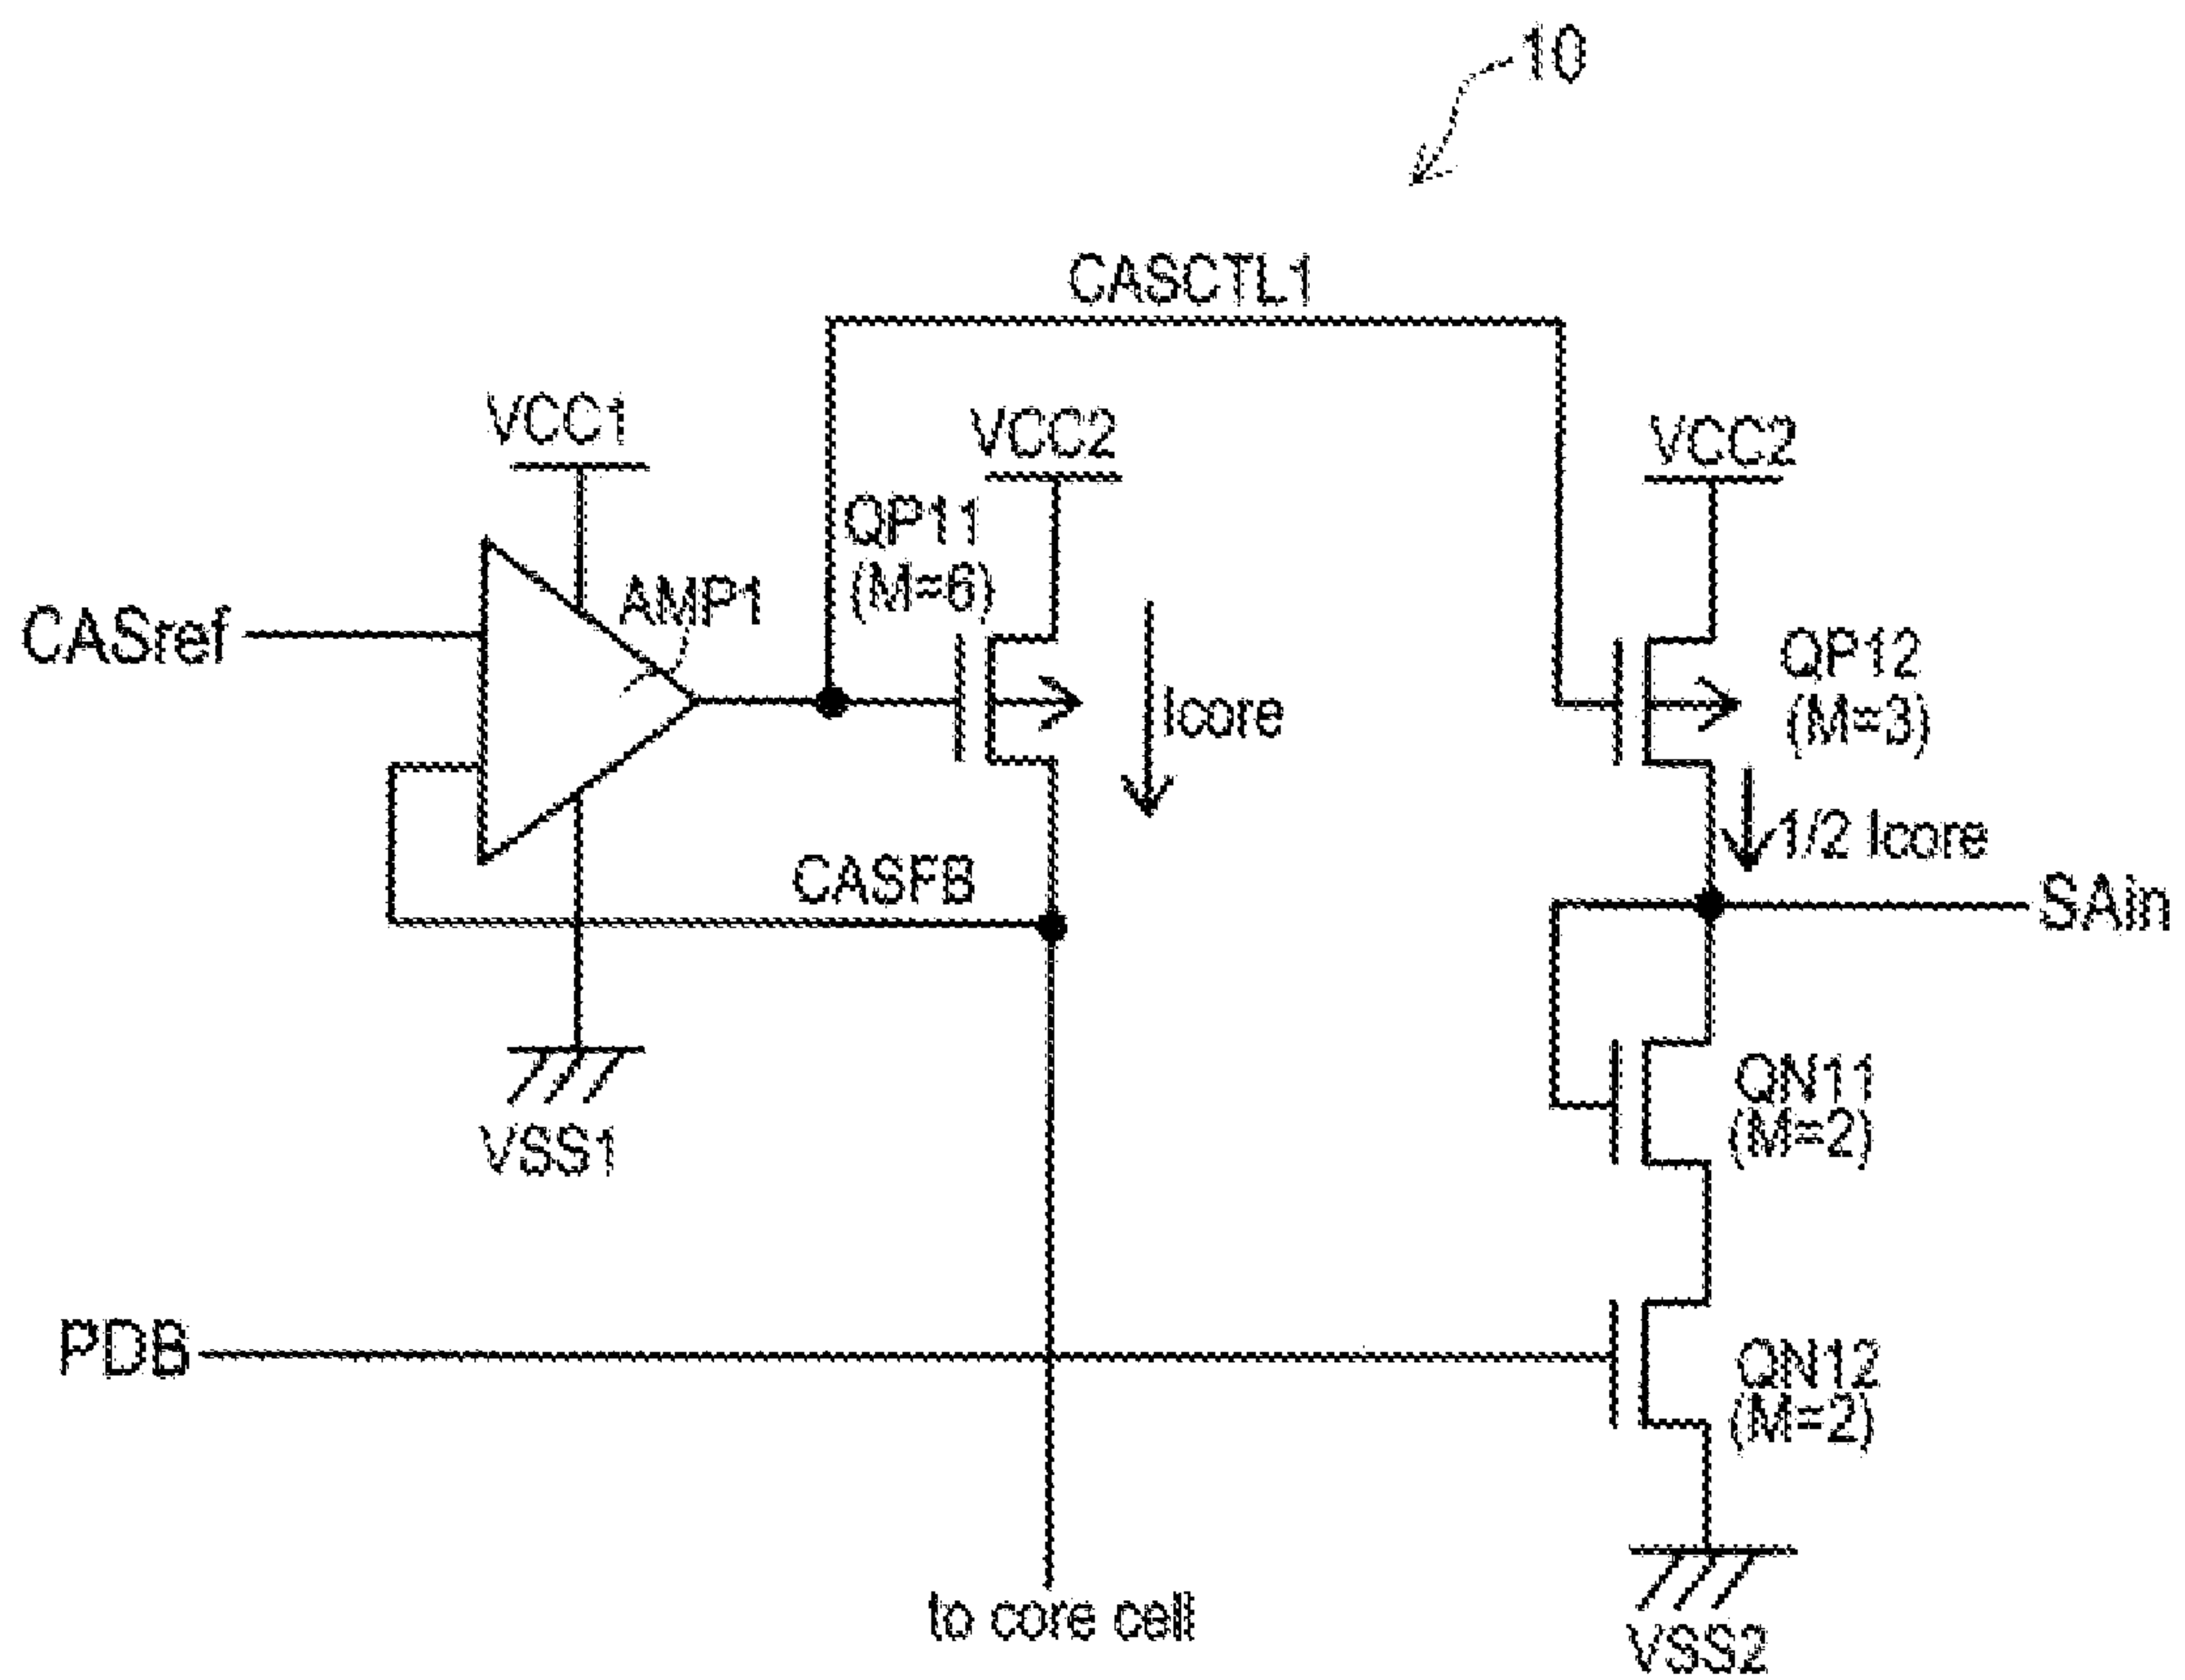 10
CASCTL1
VCC1
VCC2
VCC2
QP11
(M=6)
AMP1
CASref
QP12
(M=3)
Icore
1/2 Icore
CASFB
SAin
QN11
(M=2)
VSS1
PDB
QN12
(M=2)
to core cell
VSS2